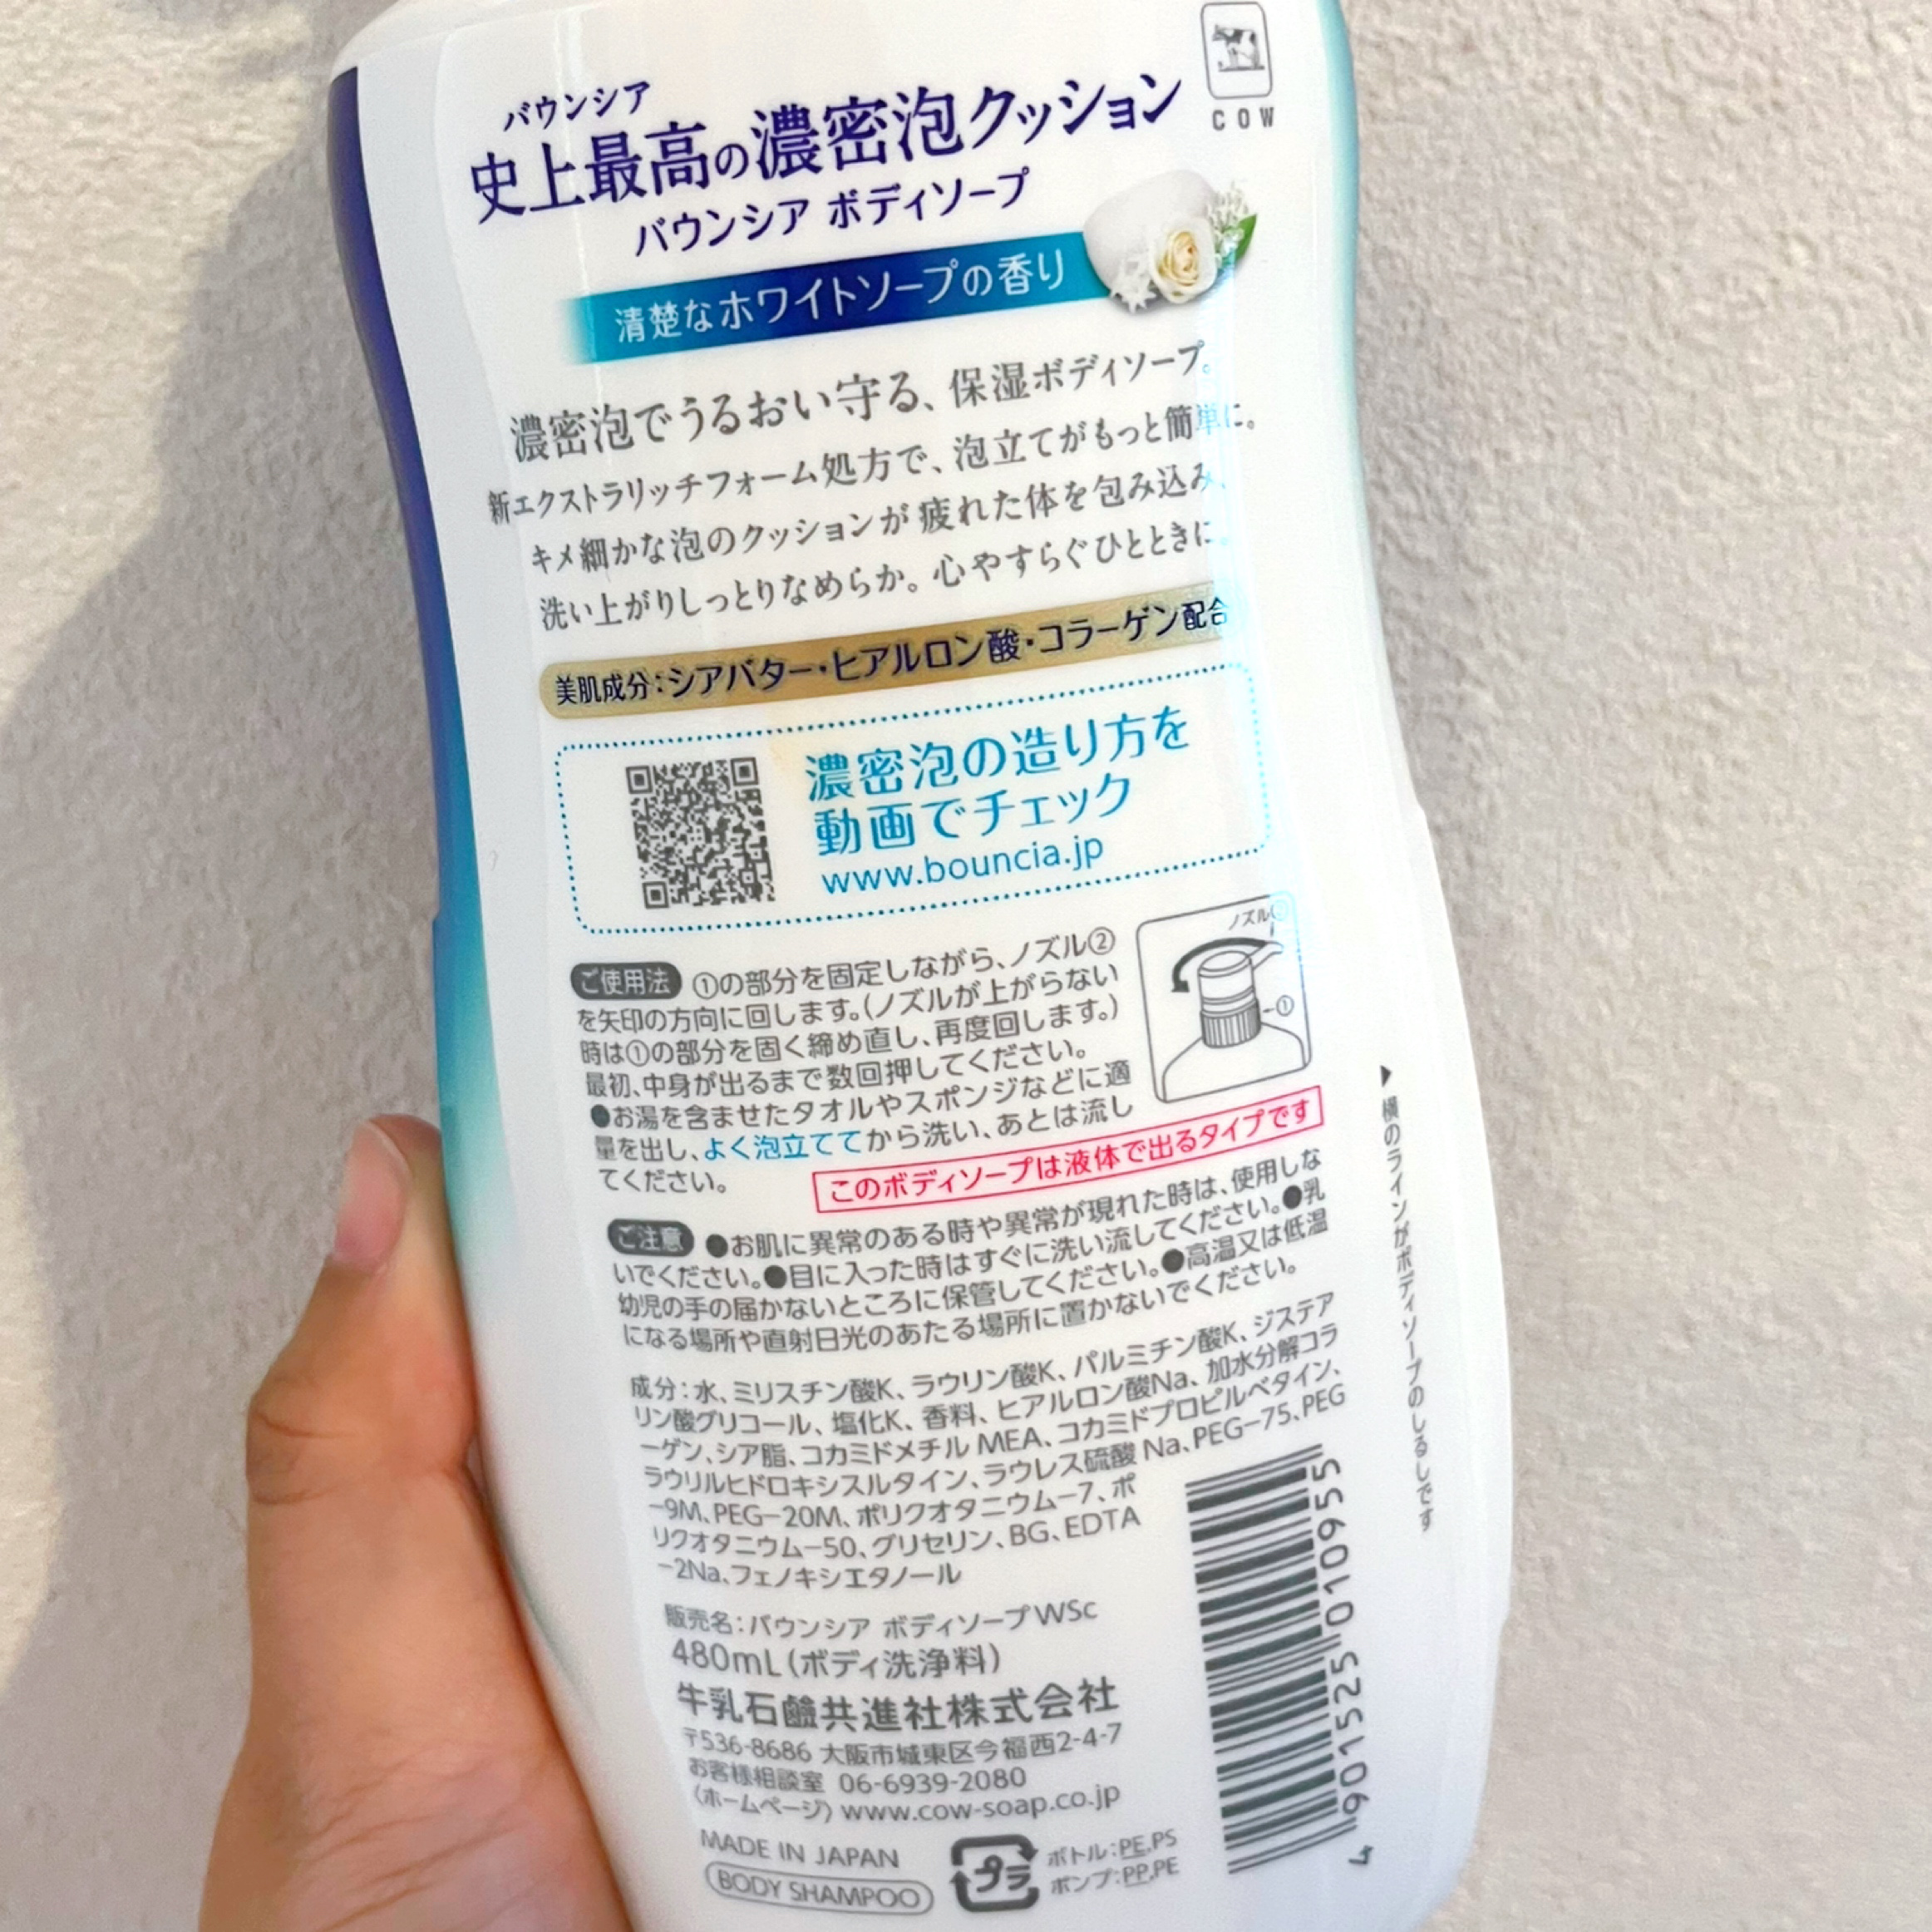 COW
バウンシア
史上最高の濃密泡クッション
バウンシア ボディソープ
清楚なホワイトソープの香り
濃密泡でうるおい守る、保湿ボディソープ。
新エクストラリッチフォーム処方で、泡立てがもっと簡単に。
キメ細かな泡のクッションが疲れた体を包み込み、
洗い上がりしっとりなめらか。心やすらぐひとときに。
美肌成分:シアバター・ヒアルロン酸・コラーゲン配合
濃密泡の造り方を
動画でチェック
www.bouncia.jp
ご使用法 ①の部分を固定しながら、ノズル②
を矢印の方向に回します。(ノズルが上がらない
時は①の部分を固く締め直し、再度回します。)
最初、中身が出るまで数回押してください。
●お湯を含ませたタオルやスポンジなどに適
量を出し、よく泡立ててから洗い、あとは流し
てください。
ノズル②
①
このボディソープは液体で出るタイプです
ご注意 ●お肌に異常のある時や異常が現れた時は、使用しな
いでください。●目に入った時はすぐに洗い流してください。●乳
幼児の手の届かないところに保管してください。●高温又は低温
になる場所や直射日光のあたる場所に置かないでください。
成分:水、ミリスチン酸K、ラウリン酸K、パルミチン酸K、ジステア
リン酸グリコール、塩化K、香料、ヒアルロン酸Na、加水分解コラ
ーゲン、シア脂、コカミドメチルMEA、コカミドプロピルベタイン、
ラウリルヒドロキシスルタイン、ラウレス硫酸Na、PEG-75、PEG
-9M、PEG-20M、ポリクオタニウム-7、ポ
リクオタニウム-50、グリセリン、BG、EDTA
-2Na、フェノキシエタノール
販売名:バウンシア ボディソープWSc
480mL(ボディ洗浄料)
牛乳石鹼共進社株式会社
〒536-8686 大阪市城東区今福西2-4-7
お客様相談室 06-6939-2080
〈ホームページ〉www.cow-soap.co.jp
MADE IN JAPAN
BODY SHAMPOO
プラ
ボトル:PE,PS
ポンプ:PP,PE
4 901525 010955
▶横のラインがボディソープのしるしです